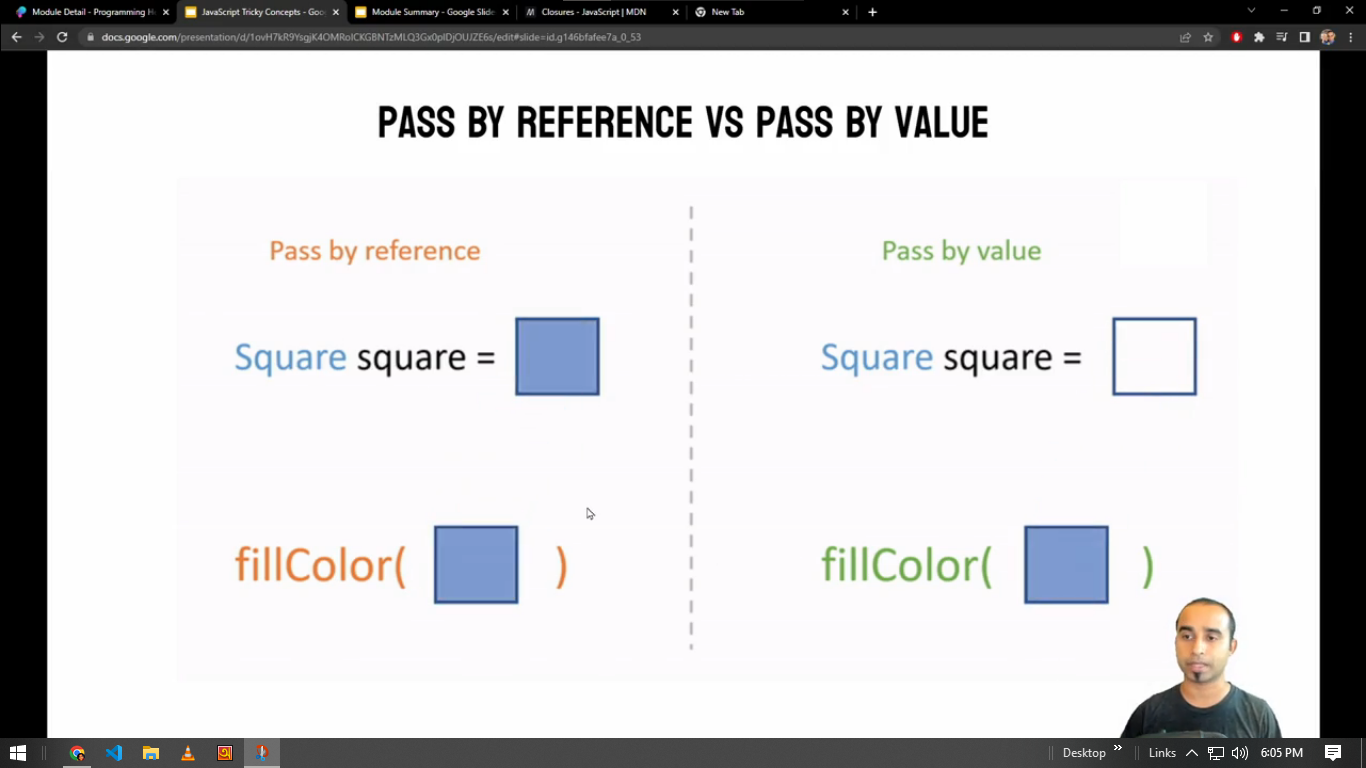 Module Detail - Programming H
JavaScript Tricky Concepts - Goo
Module Summary - Google Slide
Closures - JavaScript | MDN
New Tab
docs.google.com/presentation/d/1ovH7kR9YsgjK4OMRoICKGBNTzMLQ3Gx0plDjOUJZE6s/edit#slide=id.g146bfafee7a_0_53
PASS BY REFERENCE VS PASS BY VALUE
Pass by reference
Square square =
fillColor( )
Pass by value
Square square =
fillColor( )
Desktop
Links
6:05 PM